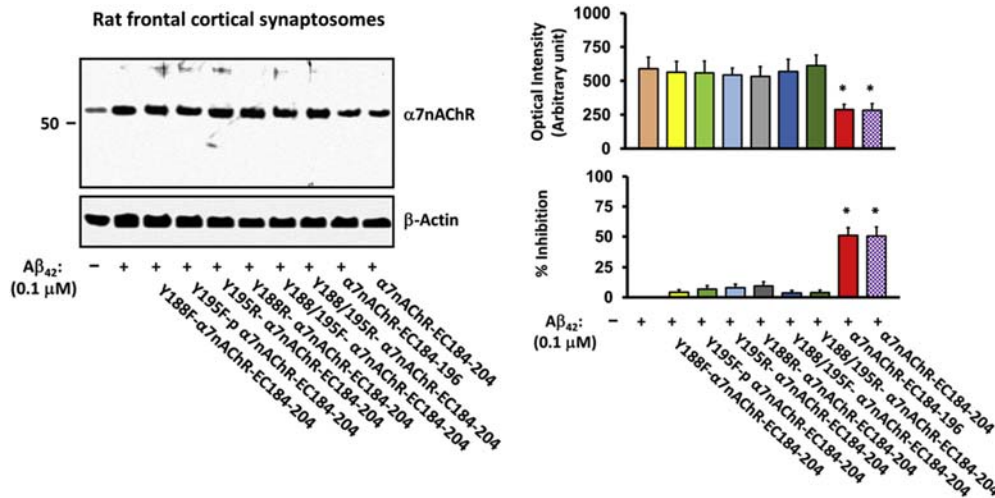 Rat frontal cortical synaptosomes
50
α7nAChR
β-Actin
Aβ42:
(0.1 μM)
− + + + + + + + + +
Y188F-α7nAChR-EC184-204
Y195F-p α7nAChR-EC184-204
Y195R- α7nAChR-EC184-204
Y188R- α7nAChR-EC184-204
Y188/195F- α7nAChR-EC184-204
Y188/195R- α7nAChR-EC184-204
α7nAChR-EC184-196
α7nAChR-EC184-204
Optical Intensity
(Arbitrary unit)
1000
750
500
250
0
* *
% Inhibition
100
75
50
25
0
* *
Aβ42:
(0.1 μM)
− + + + + + + + + +
Y188F-α7nAChR-EC184-204
Y195F-p α7nAChR-EC184-204
Y195R- α7nAChR-EC184-204
Y188R- α7nAChR-EC184-204
Y188/195F- α7nAChR-EC184-204
Y188/195R- α7nAChR-EC184-204
α7nAChR-EC184-196
α7nAChR-EC184-204